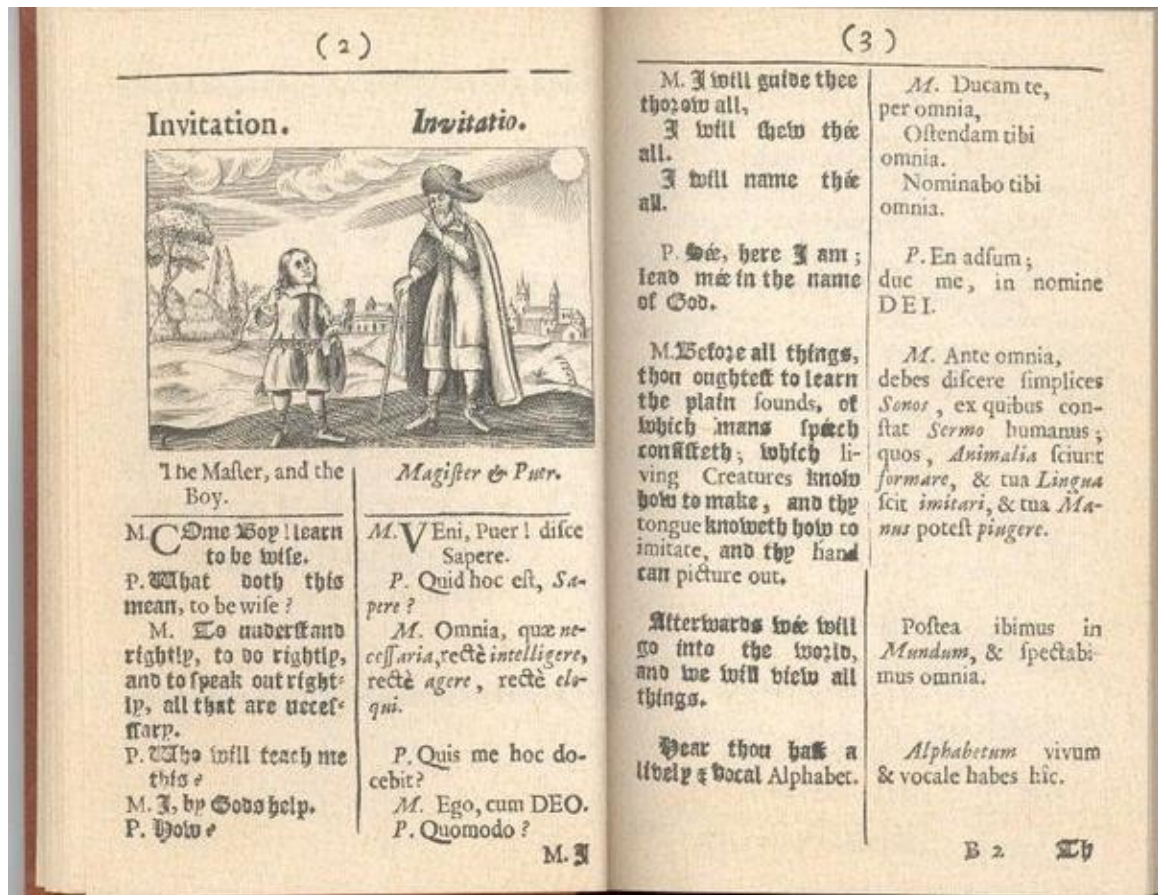 (2)
Invitation.
Invitatio.
The Master, and the
Boy.
M. COme Boy! learn
to be wise.
P. What doth this
mean, to be wise?
M. To understand
rightly, to do rightly,
and to speak out right-
ly, all that are neces-
sary.
P. Who will teach me
this?
M. I, by Gods help.
P. How?
Magiſter & Puer.
M. VEni, Puer! diſce
Sapere.
P. Quid hoc eſt, Sa-
pere?
M. Omnia, quæ ne-
ceſſaria, rectè intelligere,
rectè agere, rectè elo-
qui.
P. Quis me hoc do-
cebit?
M. Ego, cum DEO.
P. Quomodo?
M. I
(3)
M. I will guide thee
thorow all,
I will ſhew thée
all.
I will name thée
all.
P. Sée, here I am;
lead mée in the name
of God.
M. Before all things,
thou oughteſt to learn
the plain ſounds, of
which mans ſpéech
conſiſteth; which li-
ving Creatures know
how to make, and thy
tongue knoweth how to
imitate, and thy hand
can picture out.
Afterwards wée will
go into the world,
and we will view all
things.
Hear thou haſt a
lively & vocal Alphabet.
M. Ducam te,
per omnia,
Oſtendam tibi
omnia.
Nominabo tibi
omnia.
P. En adſum;
duc me, in nomine
DEI.
M. Ante omnia,
debes diſcere ſimplices
Sonos, ex quibus con-
ſtat Sermo humanus;
quos, Animalia ſciunt
formare, & tua Lingua
ſcit imitari, & tua Ma-
nus poteſt pingere.
Poſtea ibimus in
Mundum, & ſpectabi-
mus omnia.
Alphabetum vivum
& vocale habes hîc.
B 2
Th